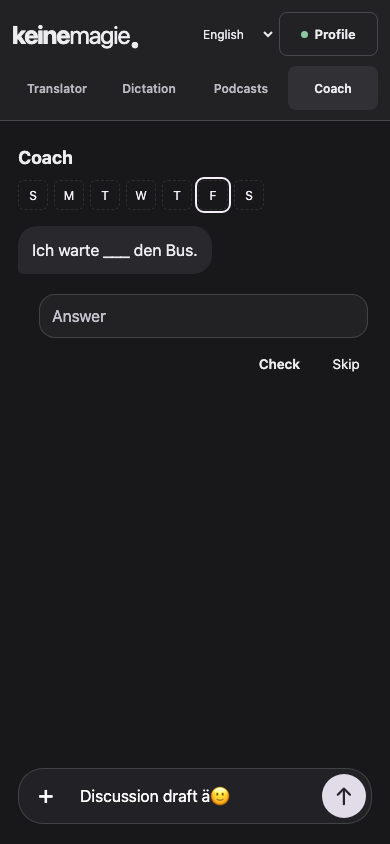 keinemagie.
English
Profile
Translator Dictation Podcasts Coach
Coach
S M T W T F S
Ich warte ___ den Bus.
Answer
Check Skip
+ Discussion draft ä🙂